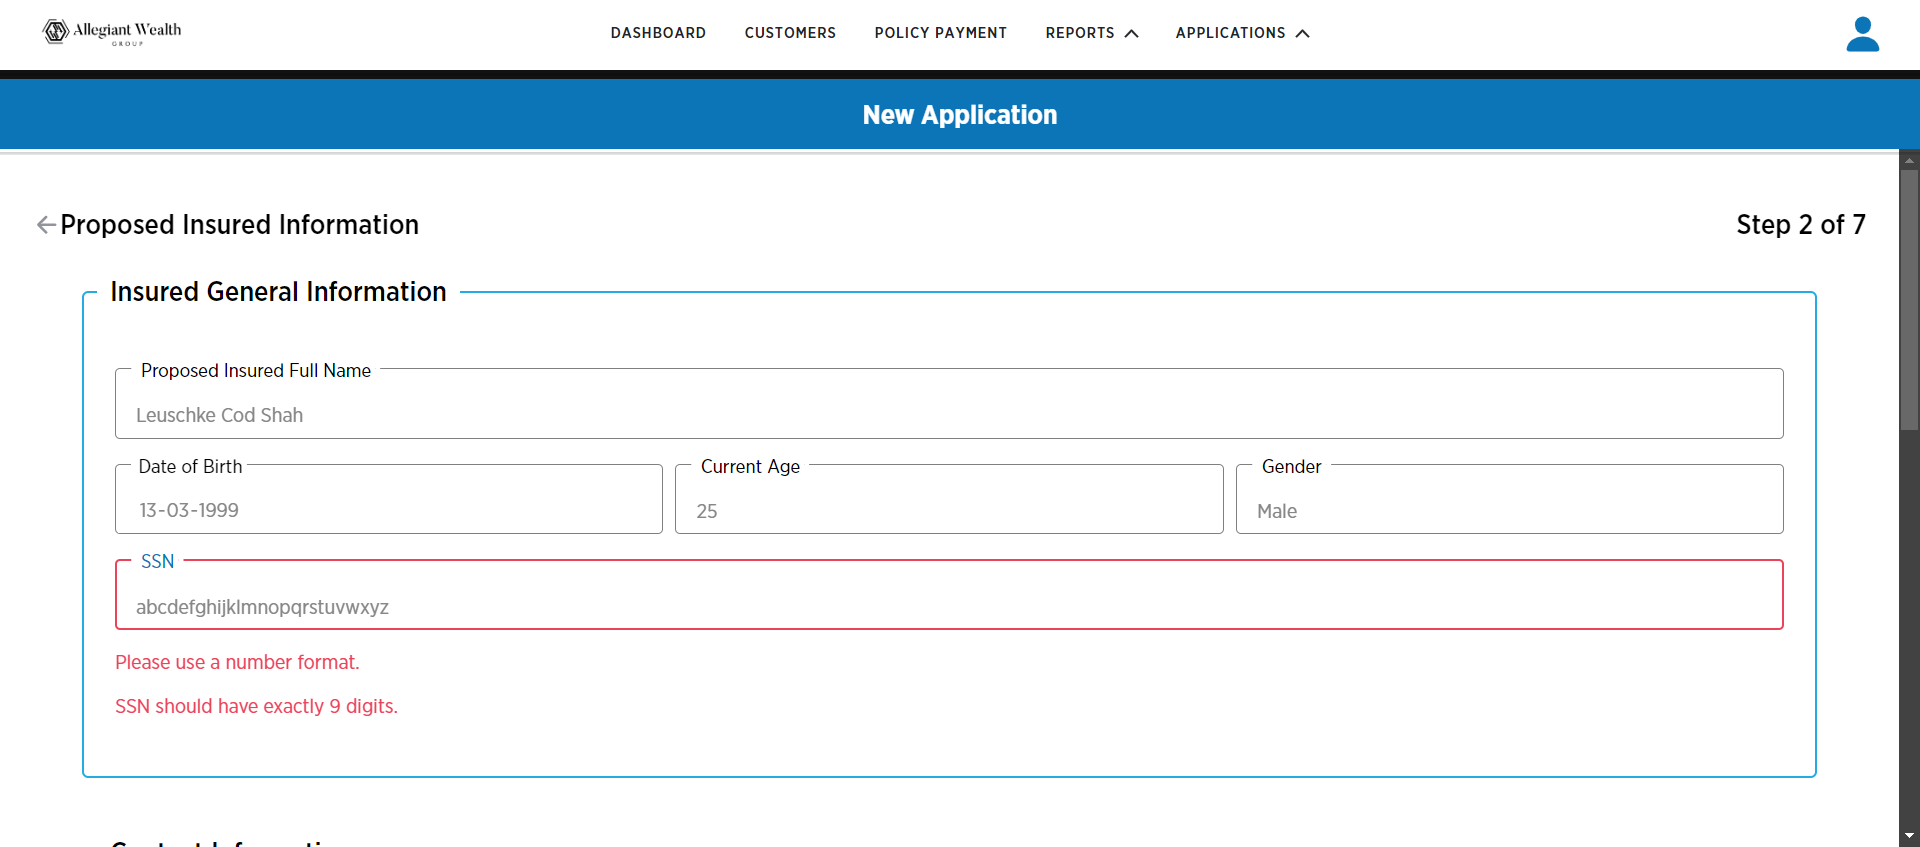 Allegiant Wealth
GROUP
DASHBOARD
CUSTOMERS
POLICY PAYMENT
REPORTS
APPLICATIONS
New Application
Proposed Insured Information
Step 2 of 7
Insured General Information
Proposed Insured Full Name
Leuschke Cod Shah
Date of Birth
Current Age
Gender
13-03-1999
25
Male
SSN
abcdefghijklmnopqrstuvwxyz
Please use a number format.
SSN should have exactly 9 digits.